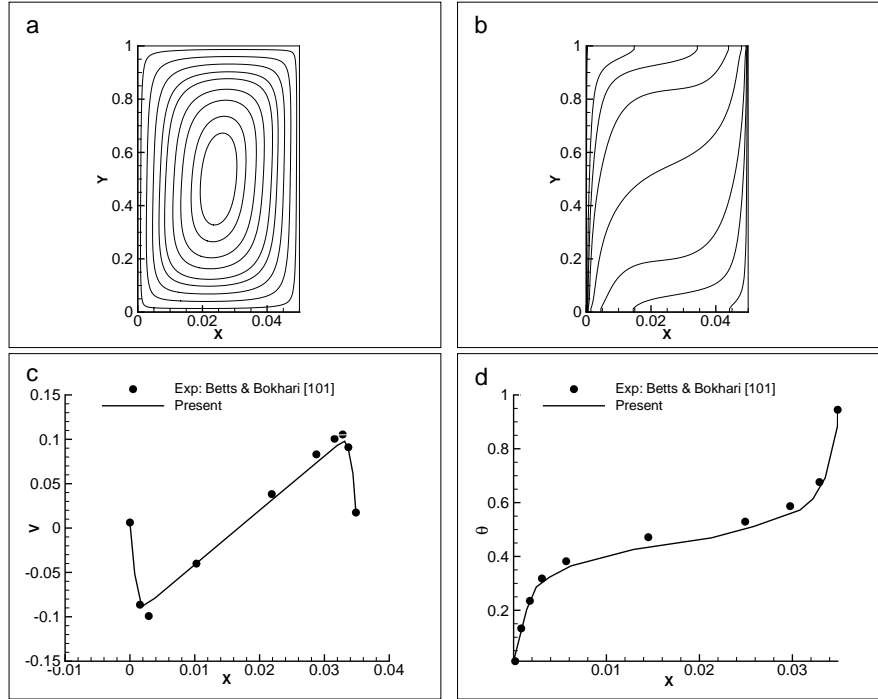 a
1
0.8
0.6
Y
0.4
0.2
0
0 0.02 0.04
X
b
1
0.8
0.6
Y
0.4
0.2
0
0 0.02 0.04
X
c
Exp: Betts & Bokhari [101]
Present
0.15
0.1
0.05
V
0
-0.05
-0.1
-0.15
-0.01 0 0.01 0.02 0.03 0.04
X
d
Exp: Betts & Bokhari [101]
Present
1
0.8
0.6
θ
0.4
0.2
0.01 0.02 0.03
X